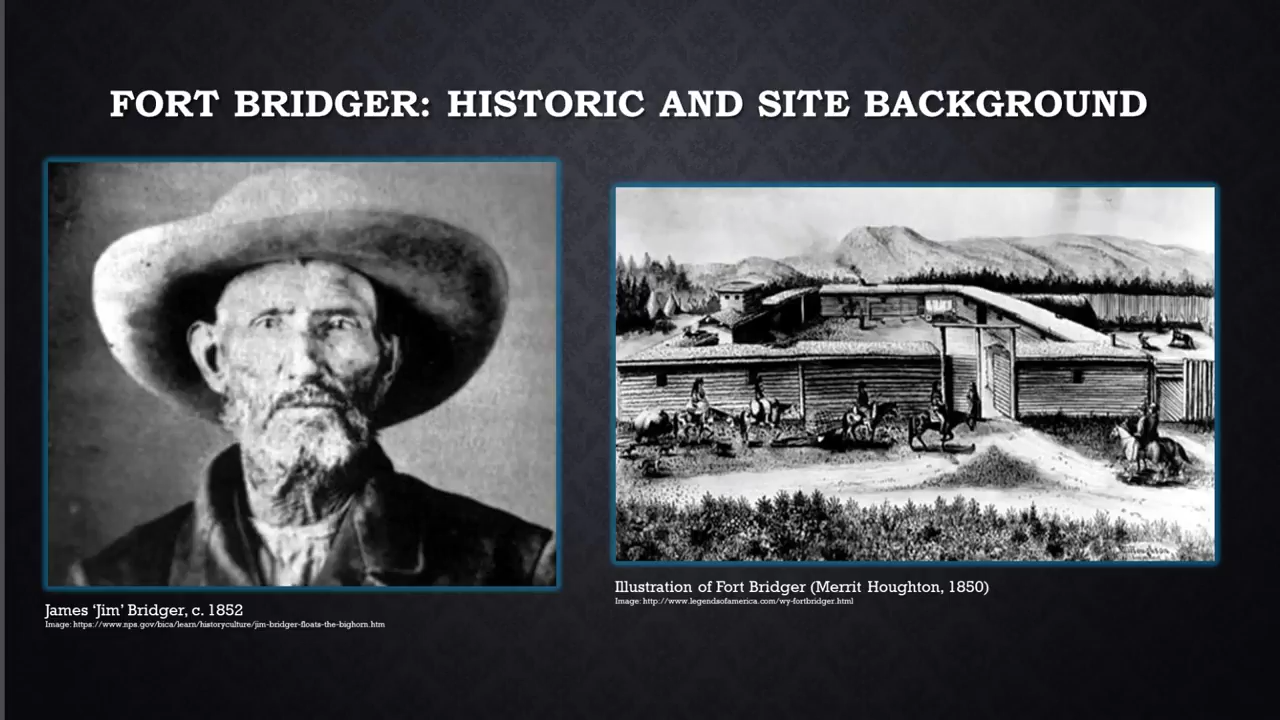 FORT BRIDGER: HISTORIC AND SITE BACKGROUND
James ‘Jim’ Bridger, c. 1852
Image: https://www.nps.gov/bica/learn/historyculture/jim-bridger-floats-the-bighorn.htm
Illustration of Fort Bridger (Merrit Houghton, 1850)
Image: http://www.legendsofamerica.com/wy-fortbridger.html